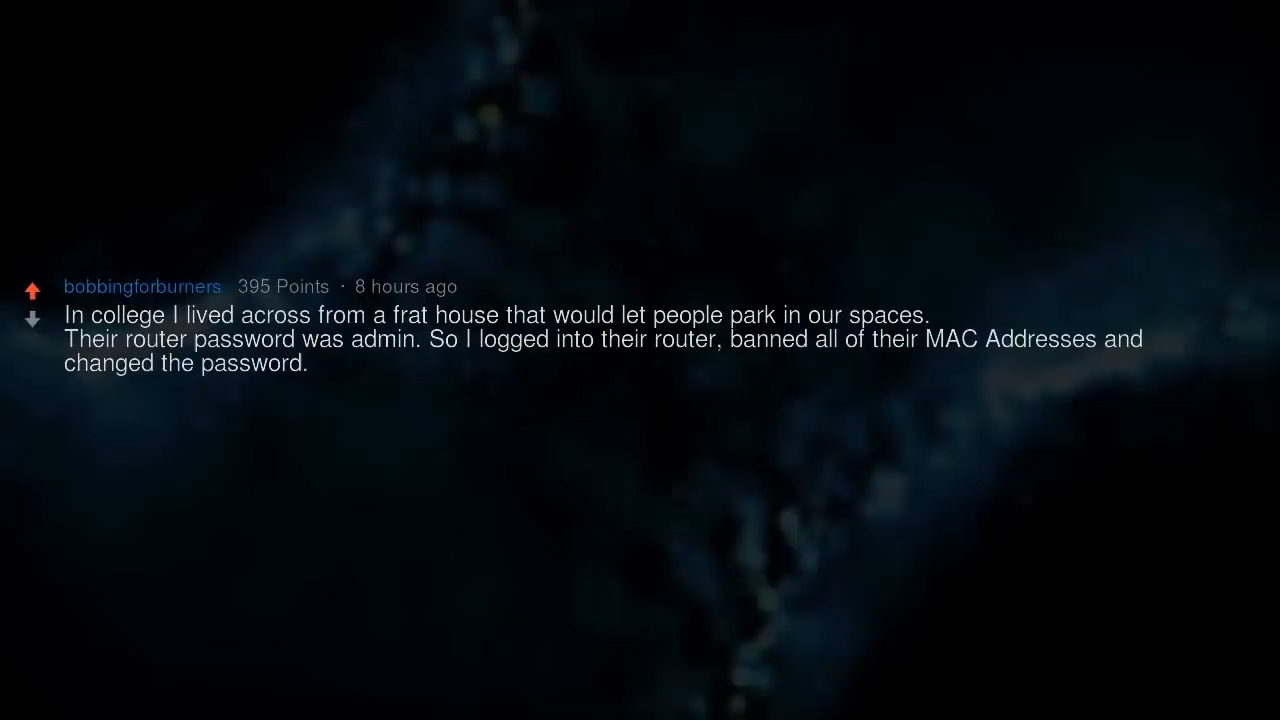 bobbingforburners 395 Points · 8 hours ago
In college I lived across from a frat house that would let people park in our spaces.
Their router password was admin. So I logged into their router, banned all of their MAC Addresses and
changed the password.